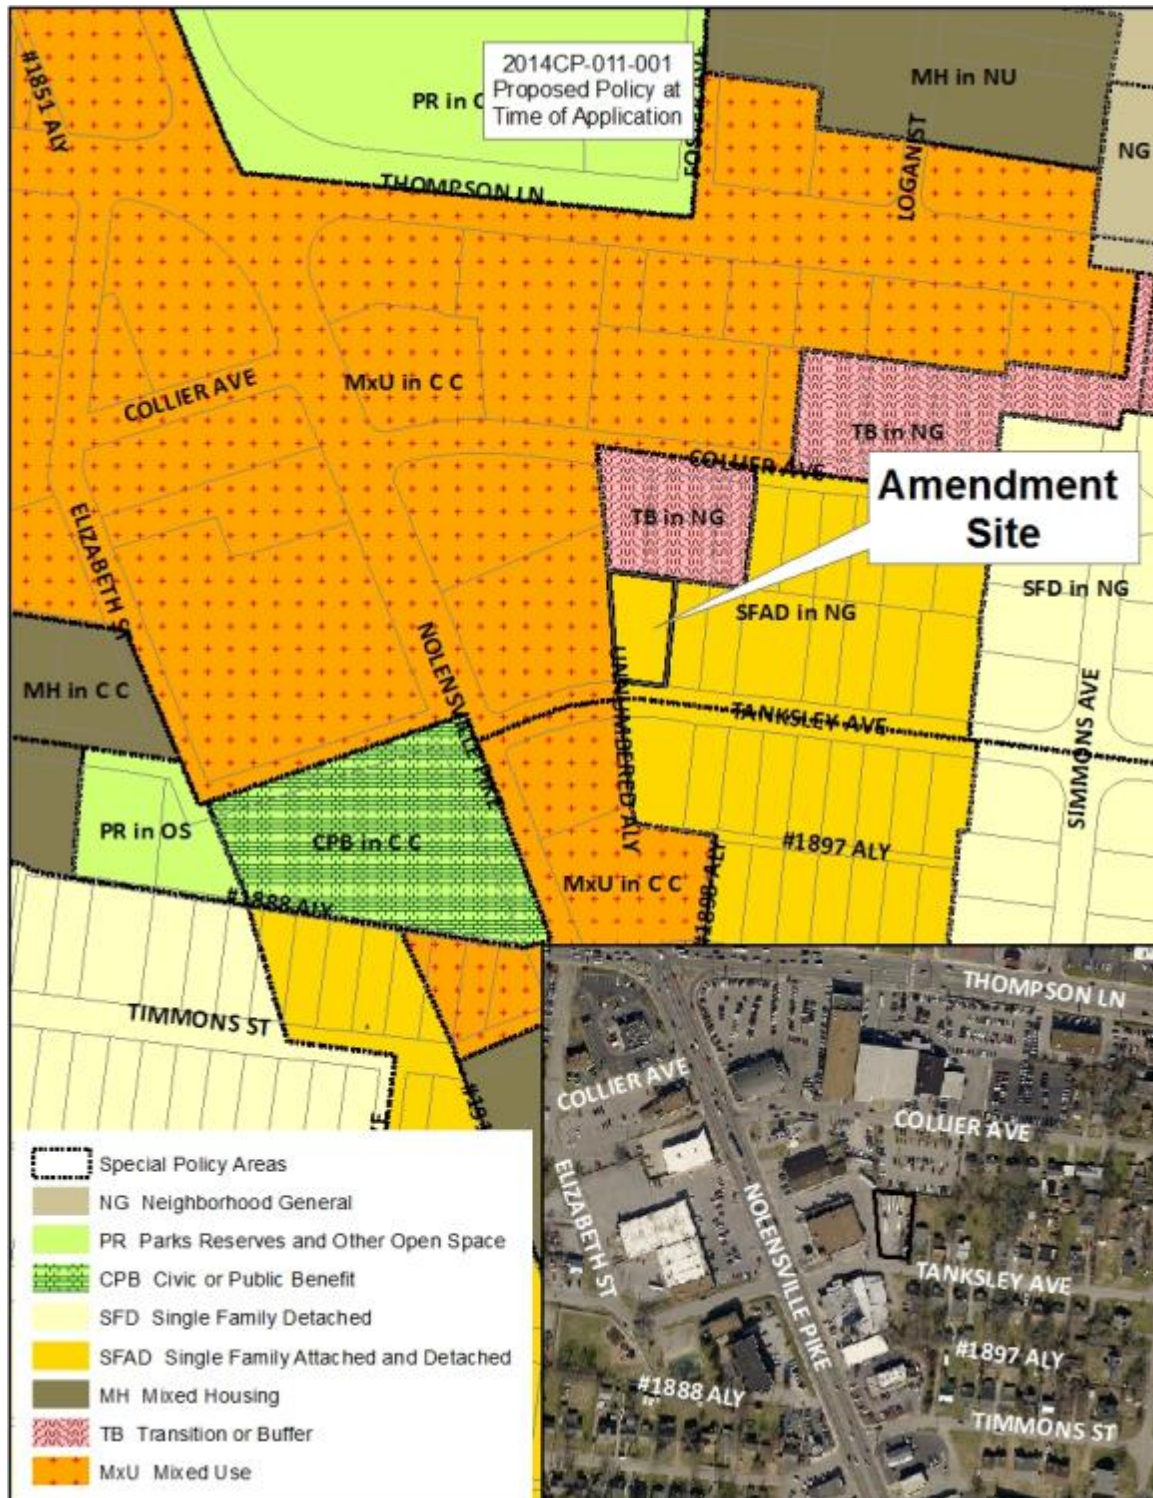 #1851 ALY
2014CP-011-001
Proposed Policy at
Time of Application
PR in
MH in NU
NG
THOMPSON LN
LOGAN ST
COLLIER AVE
MxU in C C
TB in NG
COLLIER AVE
Amendment
Site
TB in NG
ELIZABETH ST
NOLENSVILLE PIKE
SFAD in NG
SFD in NG
MH in C C
UNNUMBERED ALY
TANKSLEY AVE
SIMMONS AVE
PR in OS
CPB in C C
#1897 ALY
MxU in C C
#1898 ALY
#1888 ALY
TIMMONS ST
Special Policy Areas
NG Neighborhood General
PR Parks Reserves and Other Open Space
CPB Civic or Public Benefit
SFD Single Family Detached
SFAD Single Family Attached and Detached
MH Mixed Housing
TB Transition or Buffer
MxU Mixed Use
THOMPSON LN
COLLIER AVE
COLLIER AVE
ELIZABETH ST
NOLENSVILLE PIKE
TANKSLEY AVE
#1897 ALY
#1888 ALY
TIMMONS ST